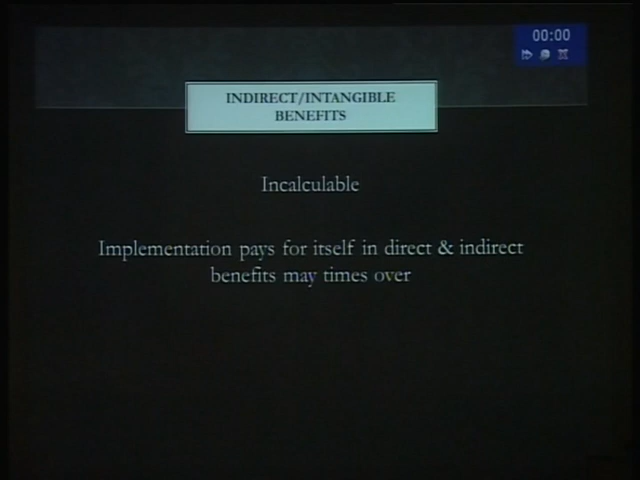 00:00
INDIRECT/INTANGIBLE
BENEFITS
Incalculable
Implementation pays for itself in direct & indirect
benefits may times over